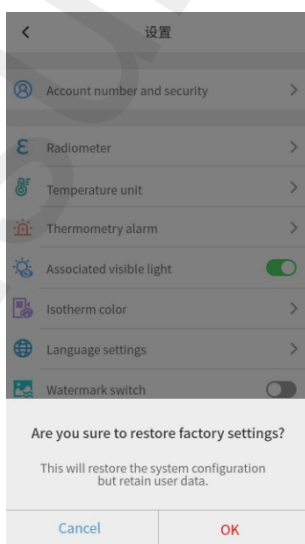 设置
Account number and security
Radiometer
Temperature unit
Thermometry alarm
Associated visible light
Isotherm color
Language settings
Watermark switch
Are you sure to restore factory settings?
This will restore the system configuration
but retain user data.
Cancel
OK